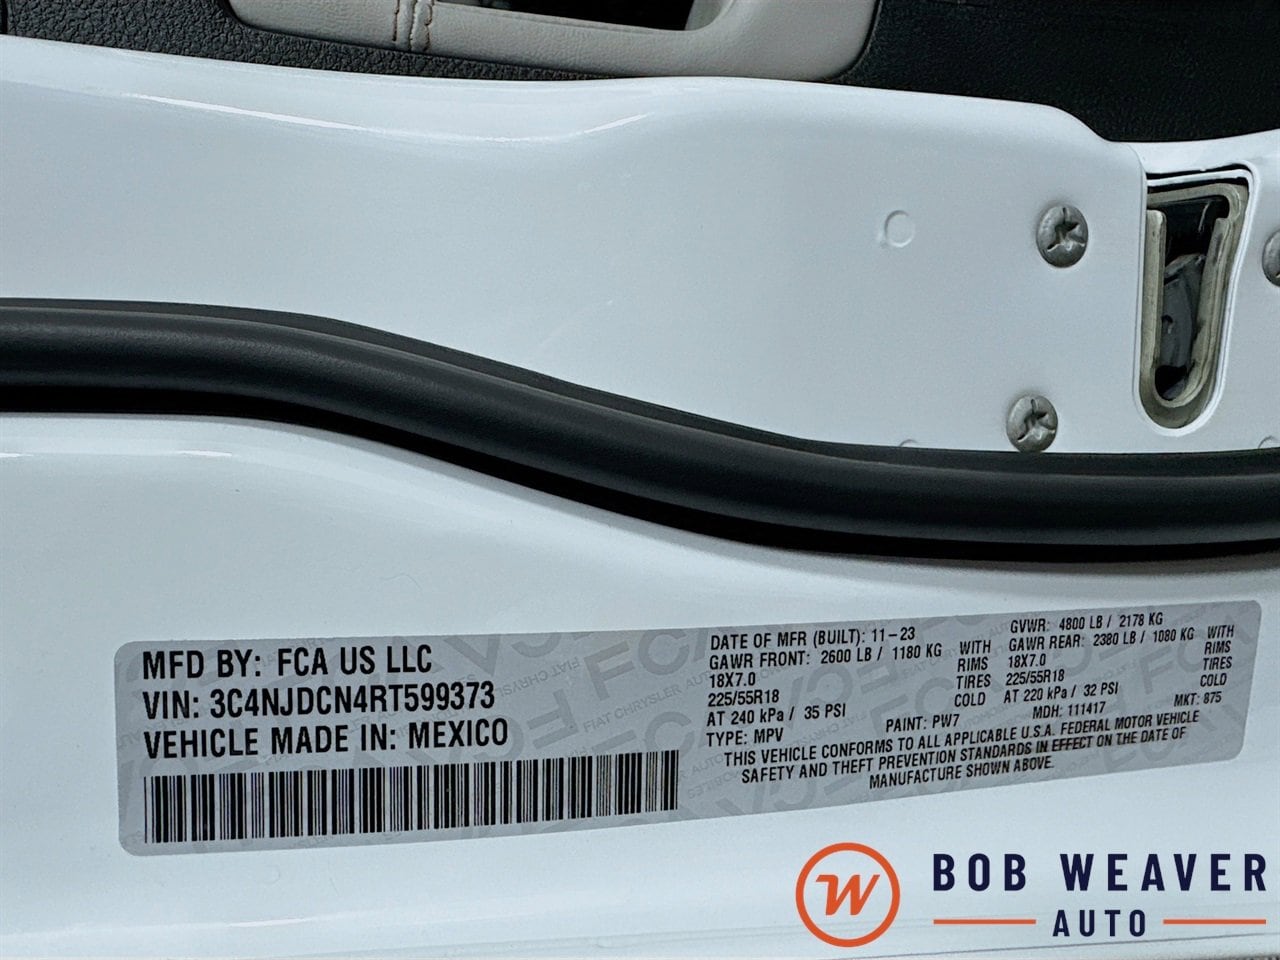 MFD BY: FCA US LLC
VIN: 3C4NJDCN4RT599373
VEHICLE MADE IN: MEXICO
DATE OF MFR (BUILT): 11-23
GVWR: 4800 LB / 2178 KG
GAWR FRONT: 2600 LB / 1180 KG WITH
18X7.0 RIMS
225/55R18 TIRES
AT 240 kPa / 35 PSI COLD
GAWR REAR: 2380 LB / 1080 KG WITH
18X7.0 RIMS
225/55R18 TIRES
AT 220 kPa / 32 PSI COLD
TYPE: MPV PAINT: PW7 MDH: 111417 MKT: 875
THIS VEHICLE CONFORMS TO ALL APPLICABLE U.S.A. FEDERAL MOTOR VEHICLE
SAFETY AND THEFT PREVENTION STANDARDS IN EFFECT ON THE DATE OF
MANUFACTURE SHOWN ABOVE.
W
BOB WEAVER
AUTO